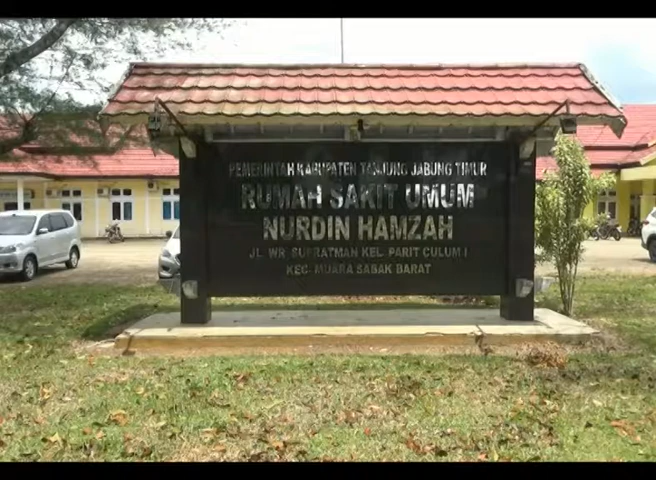 PEMERINTAH KABUPATEN TANJUNG JABUNG TIMUR
RUMAH SAKIT UMUM
NURDIN HAMZAH
JL. WR. SUPRATMAN KEL. PARIT CULUM I
KEC. MUARA SABAK BARAT